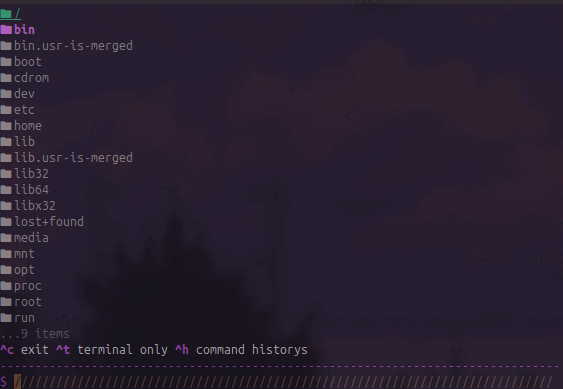 /
bin
bin.usr-is-merged
boot
cdrom
dev
etc
home
lib
lib.usr-is-merged
lib32
lib64
libx32
lost+found
media
mnt
opt
proc
root
run
...9 items
^c exit ^t terminal only ^h command historys
--------------------------------------------------------------------------------
$ ////////////////////////////////////////////////////////////////////////////